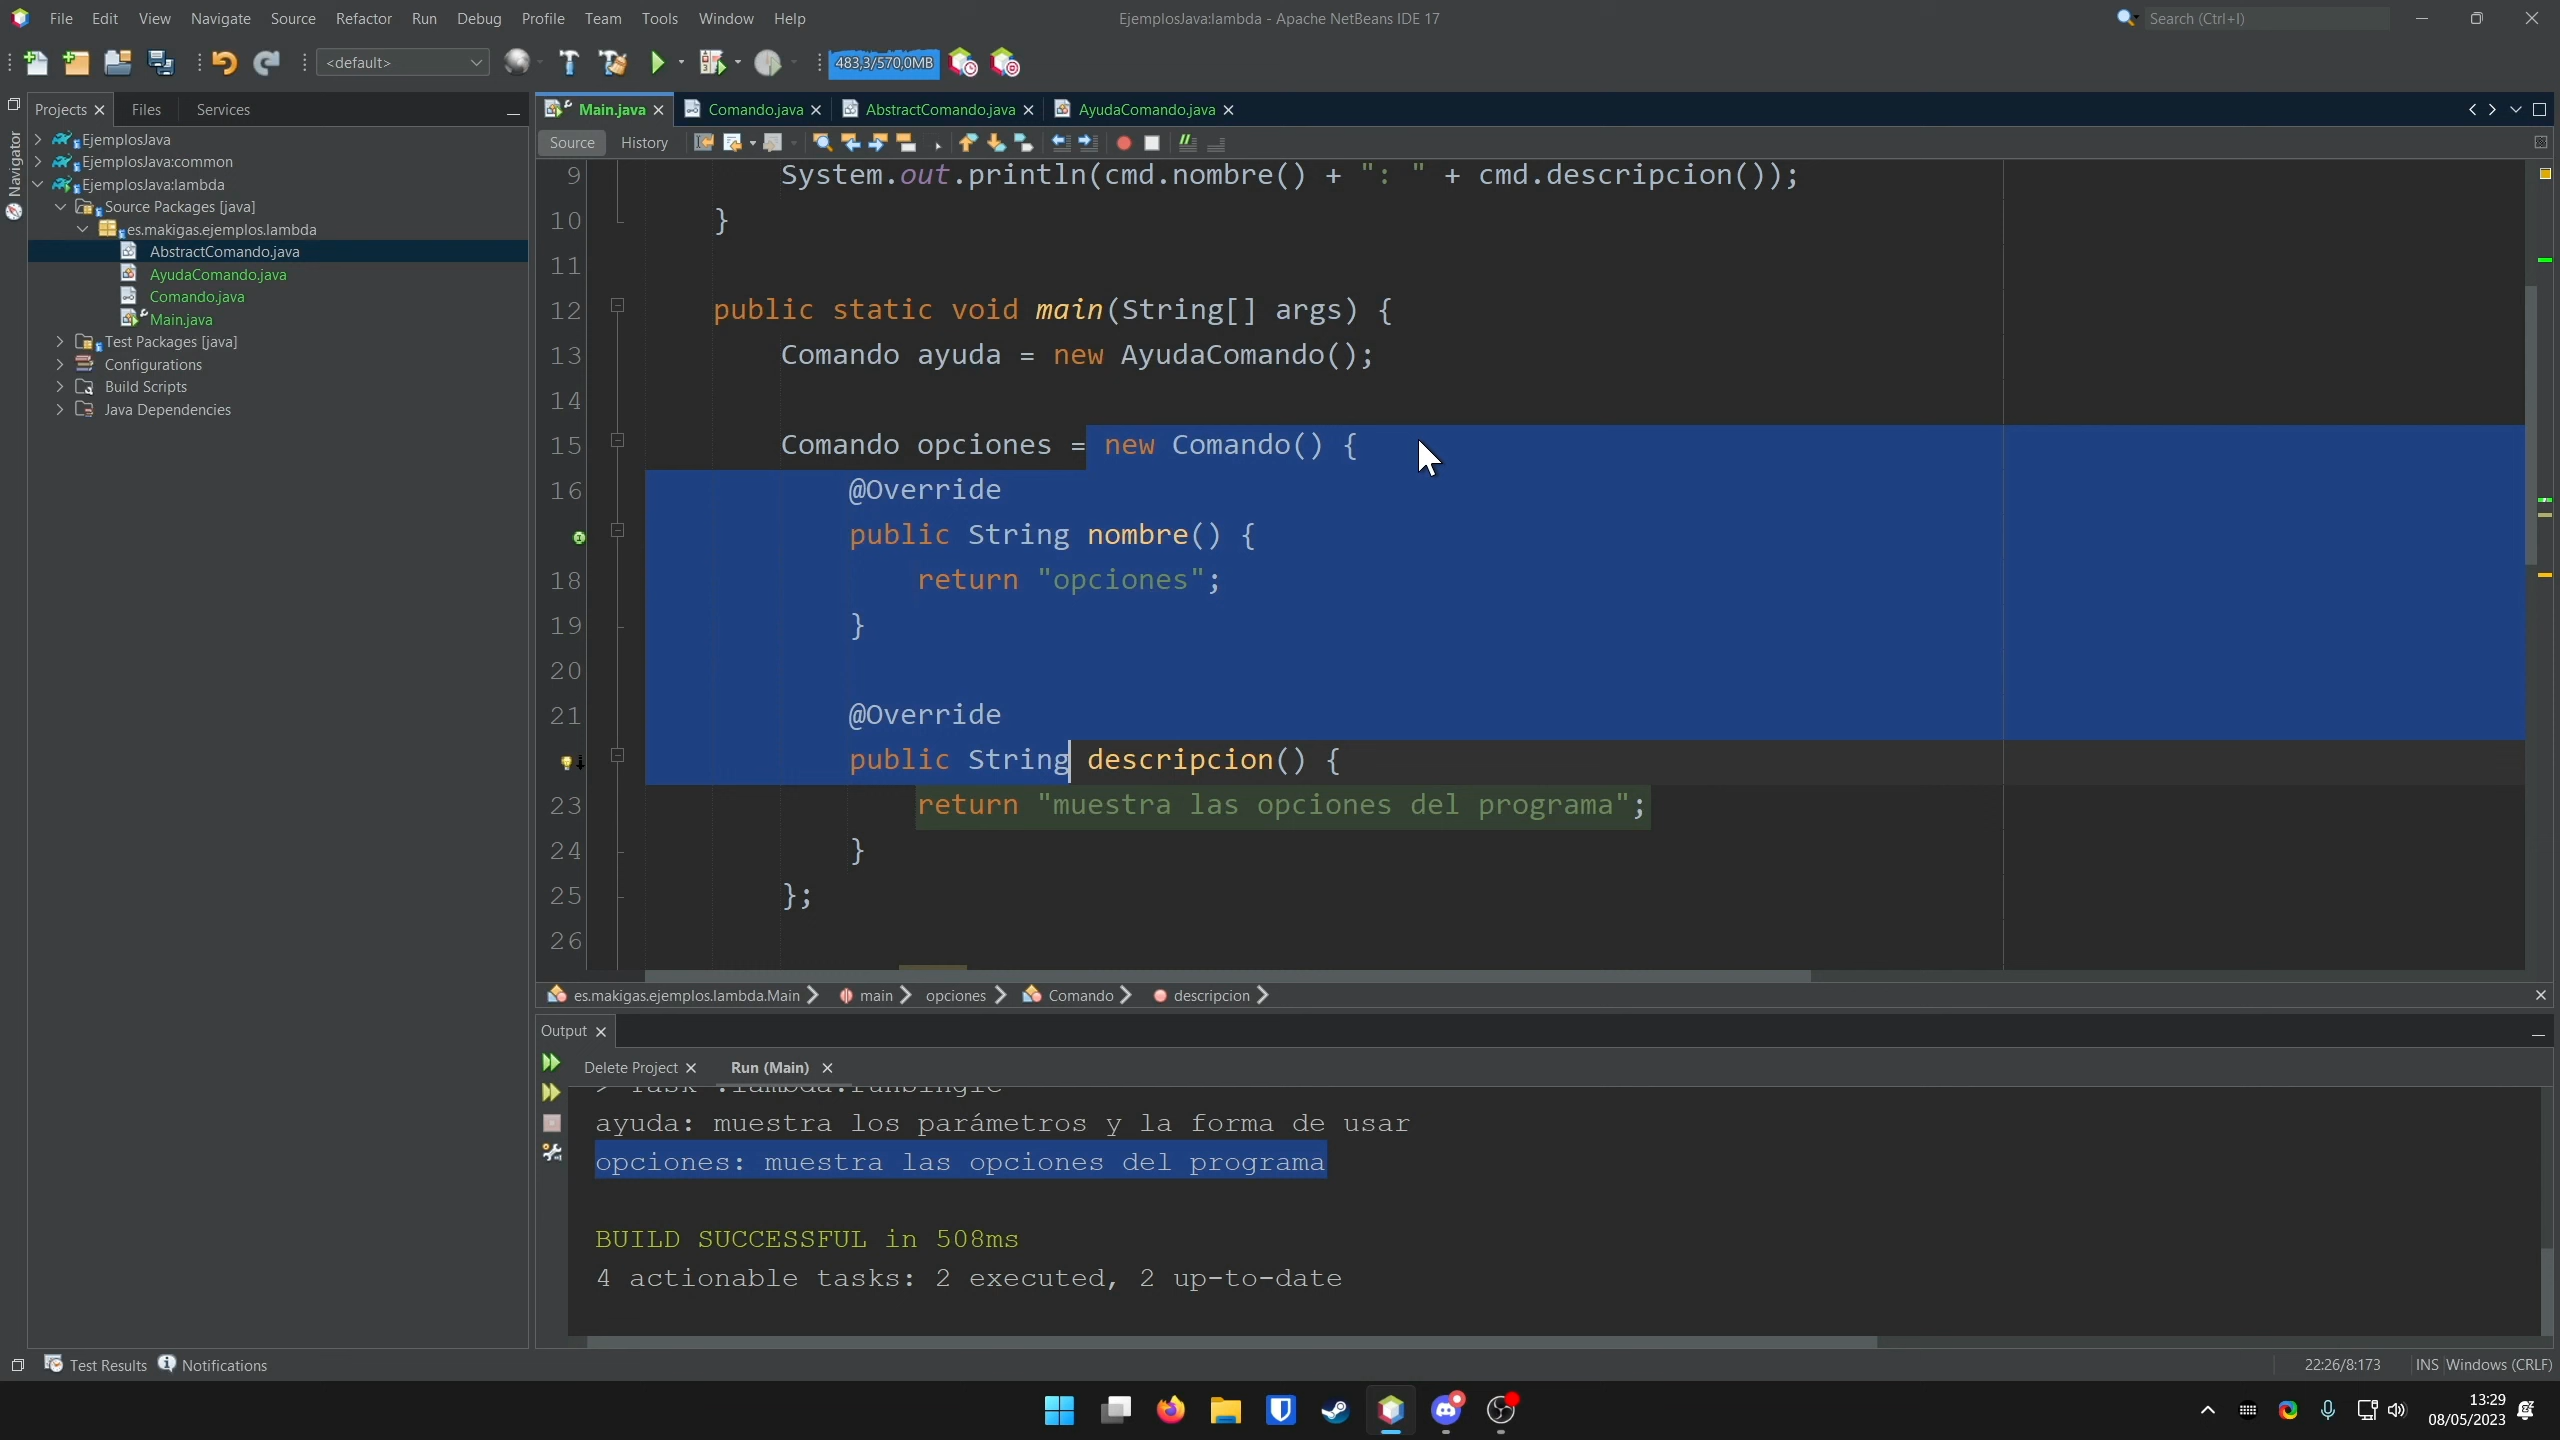 File Edit View Navigate Source Refactor Run Debug Profile Team Tools Window Help
EjemplosJava:lambda - Apache NetBeans IDE 17
Search (Ctrl+I)
<default>
483,3/570,0MB
Projects
Files
Services
Main.java
Comando.java
AbstractComando.java
AyudaComando.java
Navigator
EjemplosJava
EjemplosJava:common
EjemplosJava:lambda
Source Packages [java]
es.makigas.ejemplos.lambda
AbstractComando.java
AyudaComando.java
Comando.java
Main.java
Test Packages [java]
Configurations
Build Scripts
Java Dependencies
Source
History
9 System.out.println(cmd.nombre() + ": " + cmd.descripcion());
10 }
11
12 public static void main(String[] args) {
13 Comando ayuda = new AyudaComando();
14
15 Comando opciones = new Comando() {
16 @Override
public String nombre() {
18 return "opciones";
19 }
20
21 @Override
public String descripcion() {
23 return "muestra las opciones del programa";
24 }
25 };
26
es.makigas.ejemplos.lambda.Main
main
opciones
Comando
descripcion
Output
Delete Project
Run (Main)
> Task :lambda:runSingle
ayuda: muestra los parámetros y la forma de usar
opciones: muestra las opciones del programa
BUILD SUCCESSFUL in 508ms
4 actionable tasks: 2 executed, 2 up-to-date
Test Results
Notifications
22:26/8:173
INS
Windows (CRLF)
13:29
08/05/2023